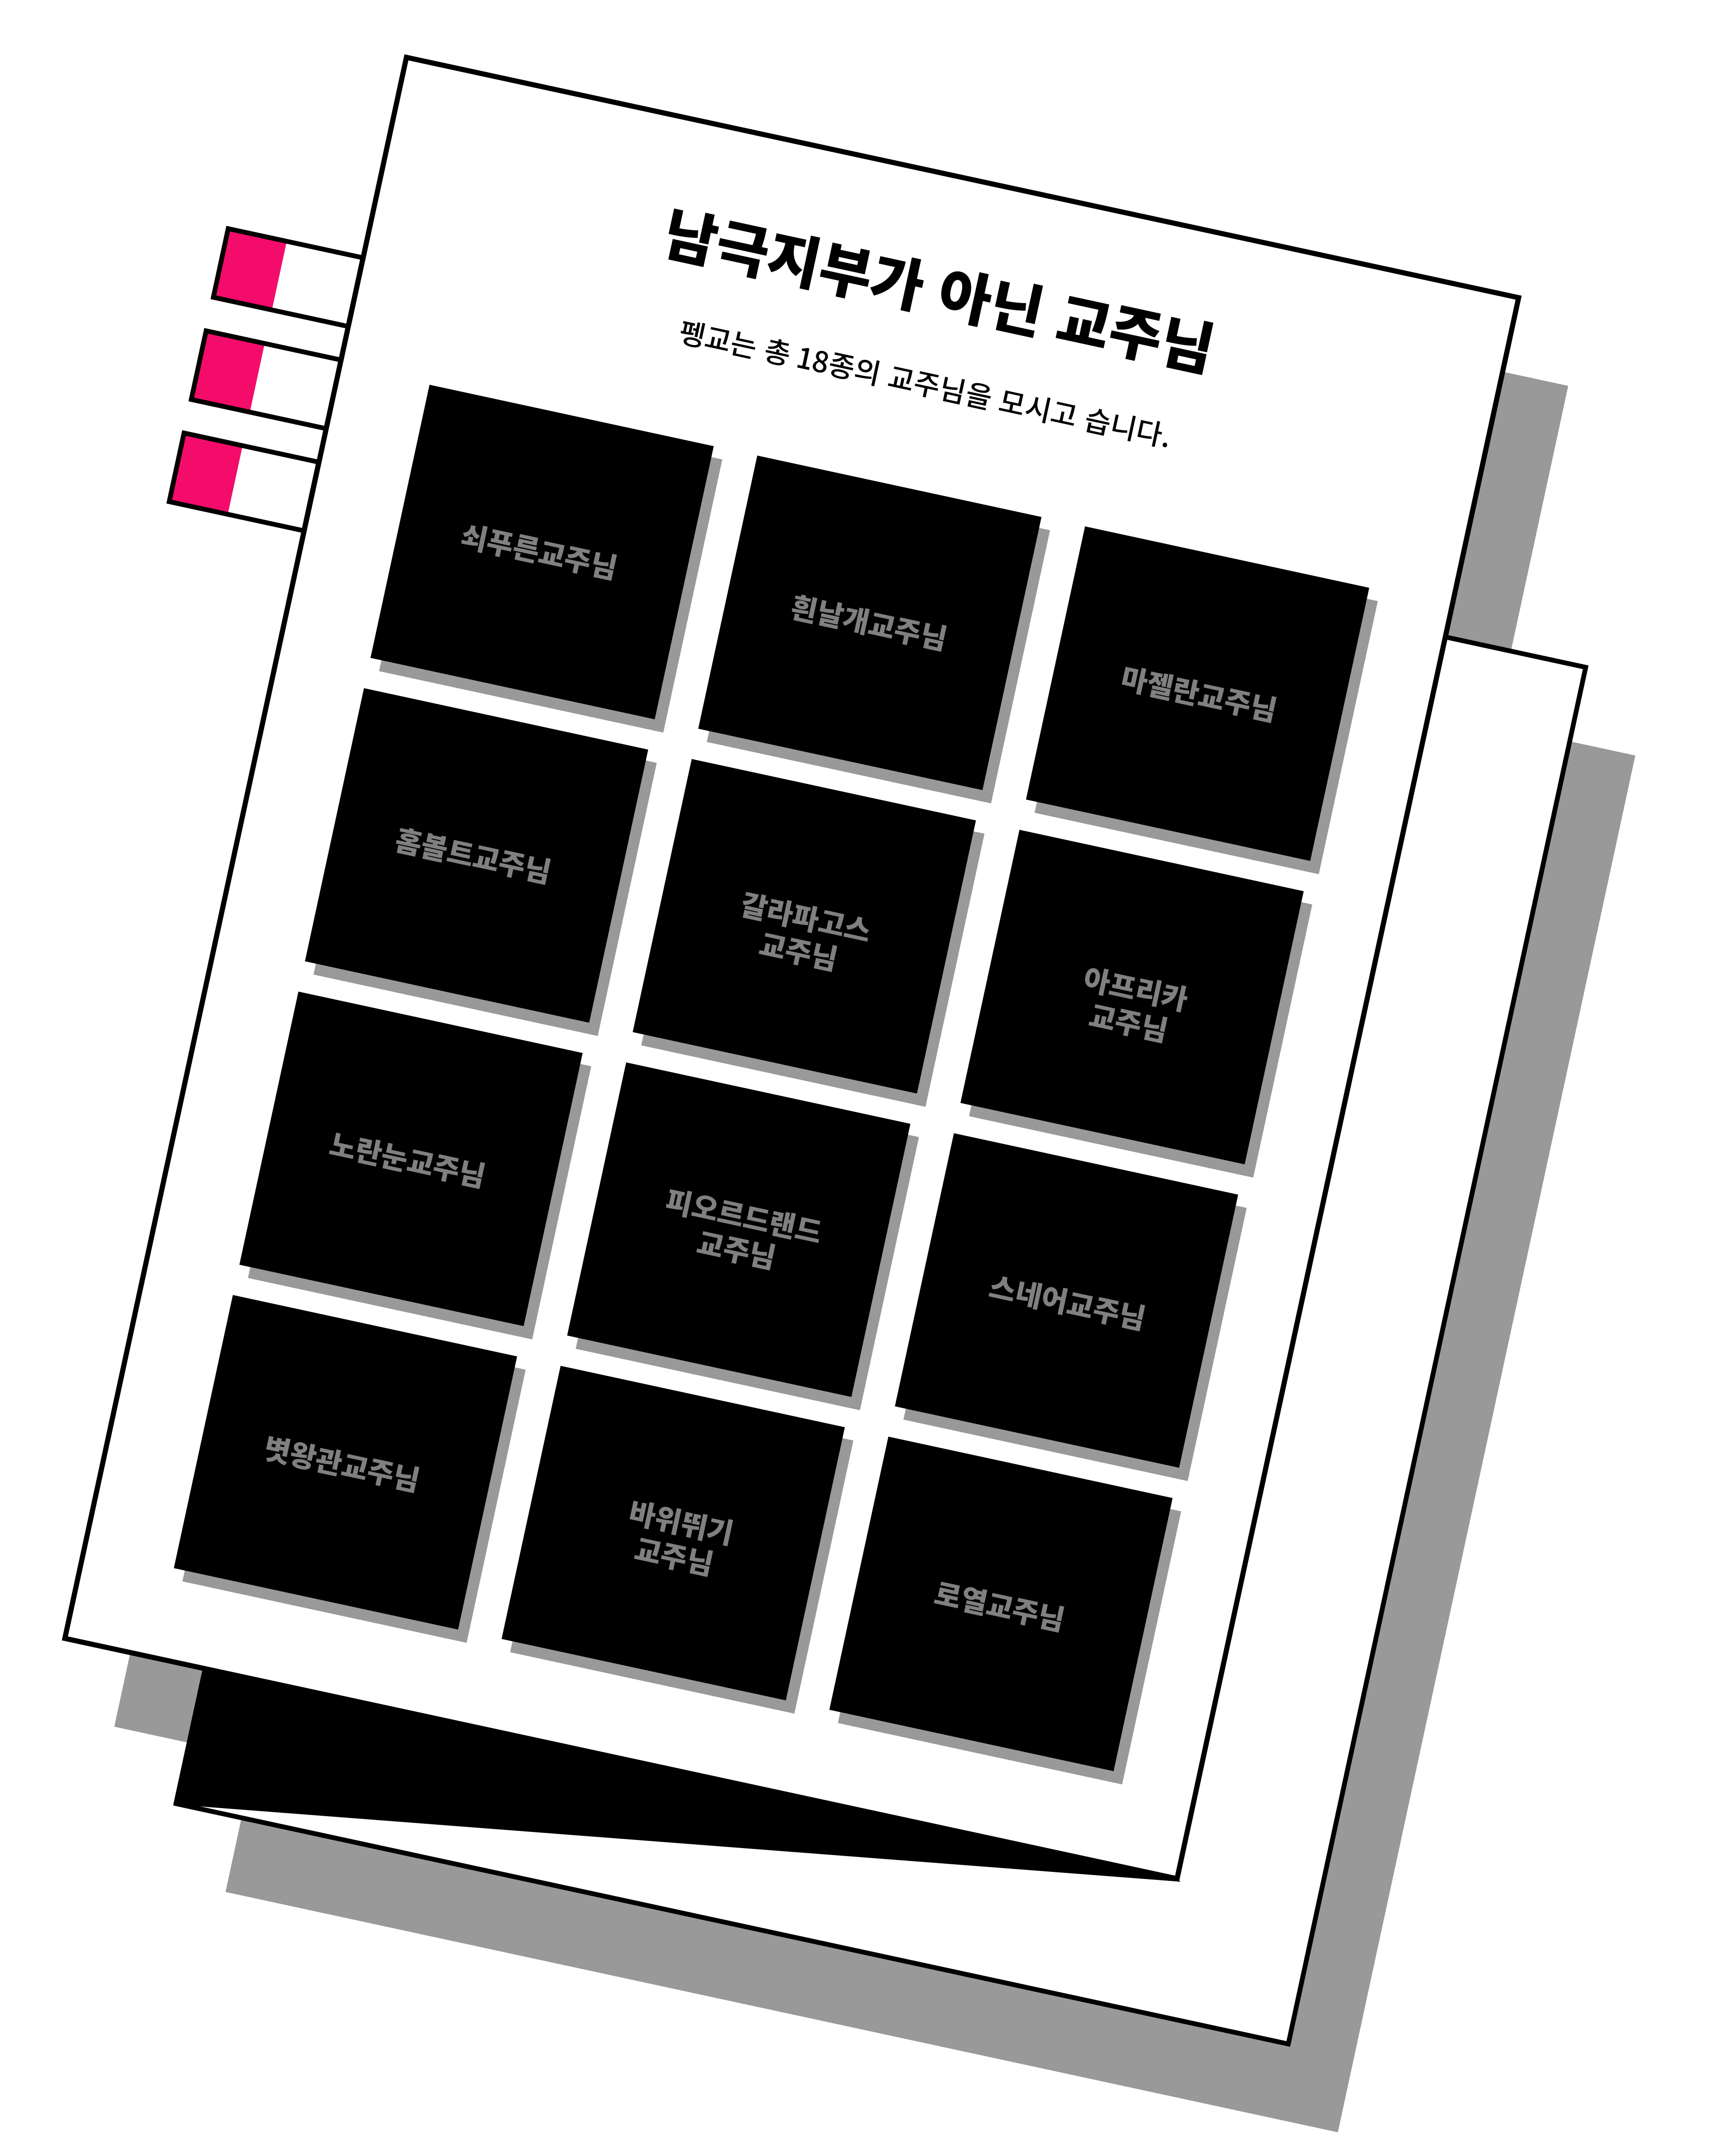 남극지부가 아닌 교주님
펭교는 총 18종의 교주님을 모시고 습니다.
쇠푸른교주님
흰날개교주님
마젤란교주님
훔볼트교주님
갈라파고스
교주님
아프리카
교주님
노란눈교주님
피오르드랜드
교주님
스네어교주님
볏왕관교주님
바위뛰기
교주님
로열교주님